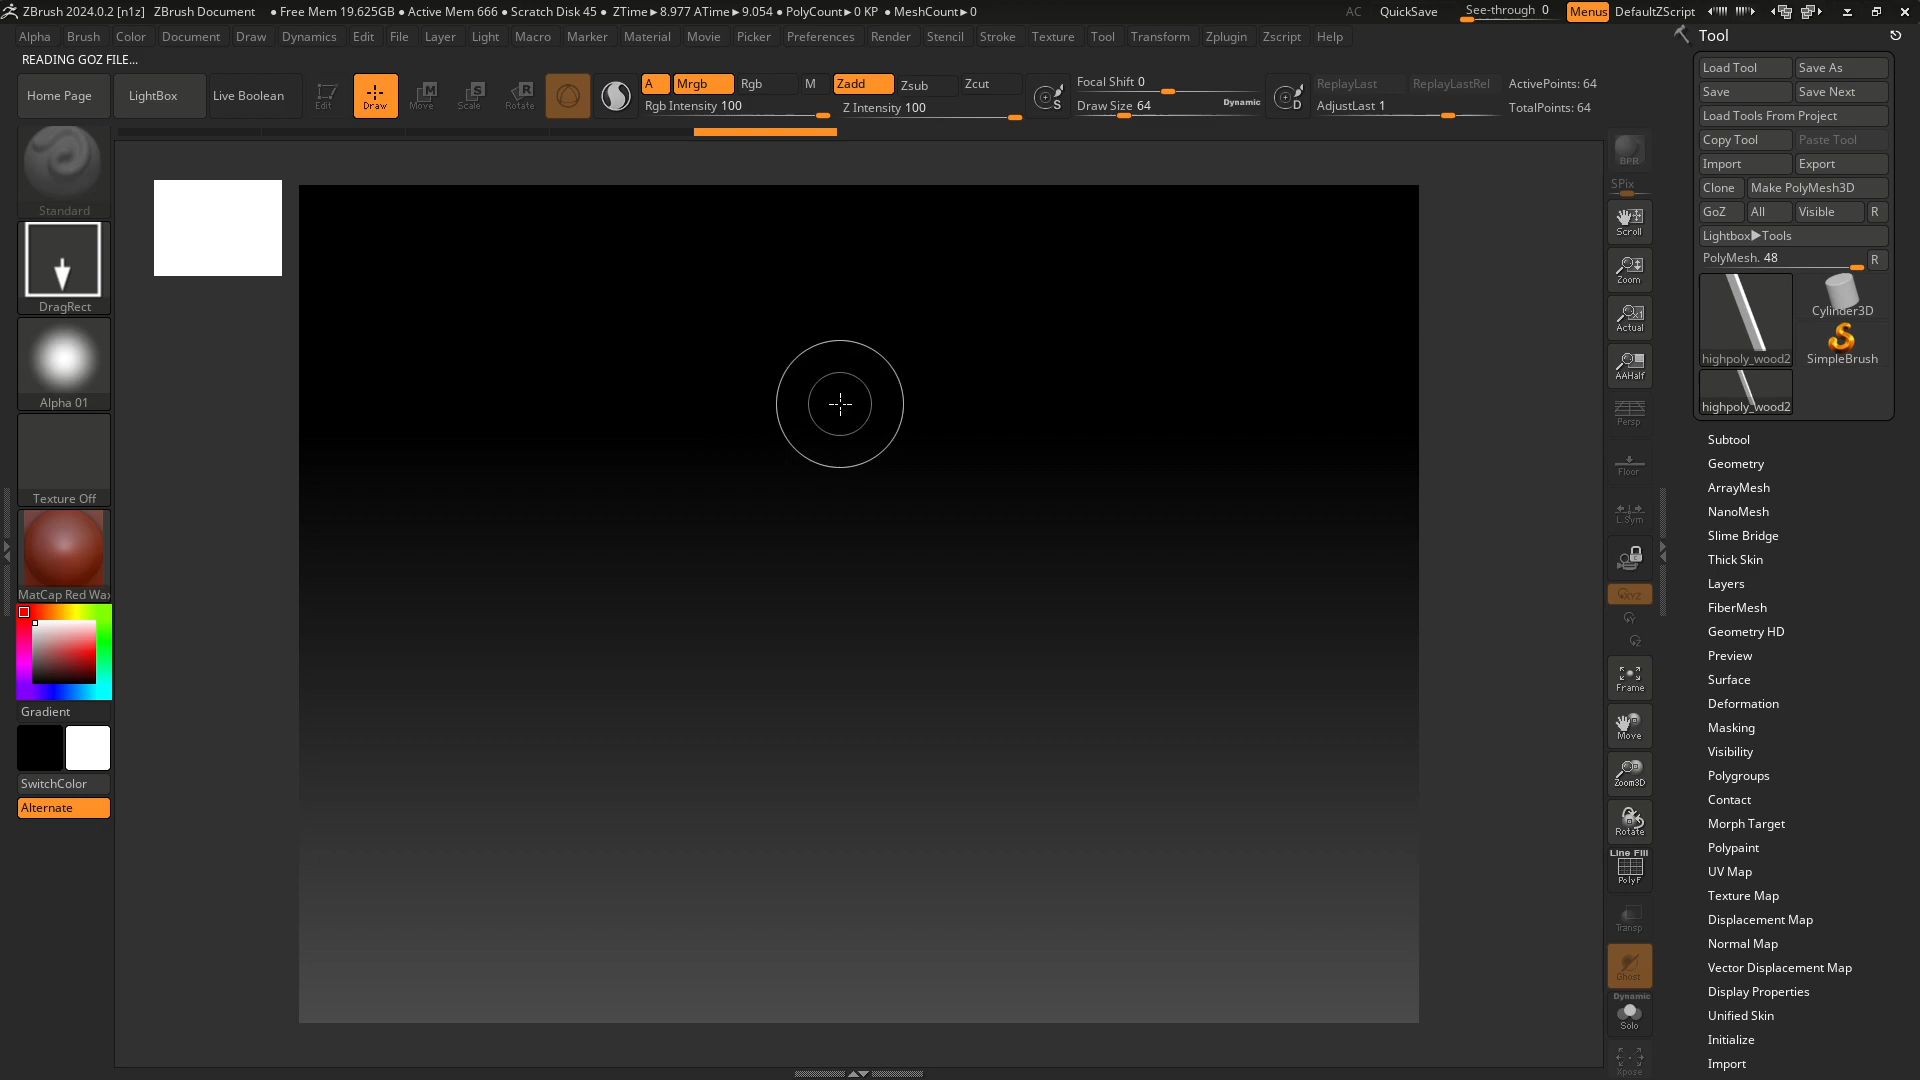 ZBrush 2024.0.2 [n1z] ZBrush Document ● Free Mem 19.625GB ● Active Mem 666 ● Scratch Disk 45 ● ZTime►8.977 ATime►9.054 ● PolyCount►0 KP ● MeshCount►0 AC QuickSave See-through 0 Menus DefaultZScript
Alpha Brush Color Document Draw Dynamics Edit File Layer Light Macro Marker Material Movie Picker Preferences Render Stencil Stroke Texture Tool Transform Zplugin Zscript Help
READING GOZ FILE...
Home Page LightBox Live Boolean Edit Draw Move Scale Rotate
M S R
A Mrgb Rgb M Zadd Zsub Zcut
Rgb Intensity 100 Z Intensity 100
Focal Shift 0
Draw Size 64 Dynamic
S D
ReplayLast ReplayLastRel
AdjustLast 1
ActivePoints: 64
TotalPoints: 64
Standard
DragRect
Alpha 01
Texture Off
MatCap Red Wax
Gradient
SwitchColor
Alternate
BPR
SPix
Scroll
Zoom
Actual
AAHalf
Persp
Floor
L.Sym
XYZ
Y
Z
Frame
Move
Zoom3D
Rotate
Line Fill
PolyF
Transp
Ghost
Dynamic
Solo
Xpose
Tool
Load Tool Save As
Save Save Next
Load Tools From Project
Copy Tool Paste Tool
Import Export
Clone Make PolyMesh3D
GoZ All Visible R
Lightbox►Tools
PolyMesh. 48 R
highpoly_wood2 Cylinder3D
SimpleBrush
highpoly_wood2
Subtool
Geometry
ArrayMesh
NanoMesh
Slime Bridge
Thick Skin
Layers
FiberMesh
Geometry HD
Preview
Surface
Deformation
Masking
Visibility
Polygroups
Contact
Morph Target
Polypaint
UV Map
Texture Map
Displacement Map
Normal Map
Vector Displacement Map
Display Properties
Unified Skin
Initialize
Import